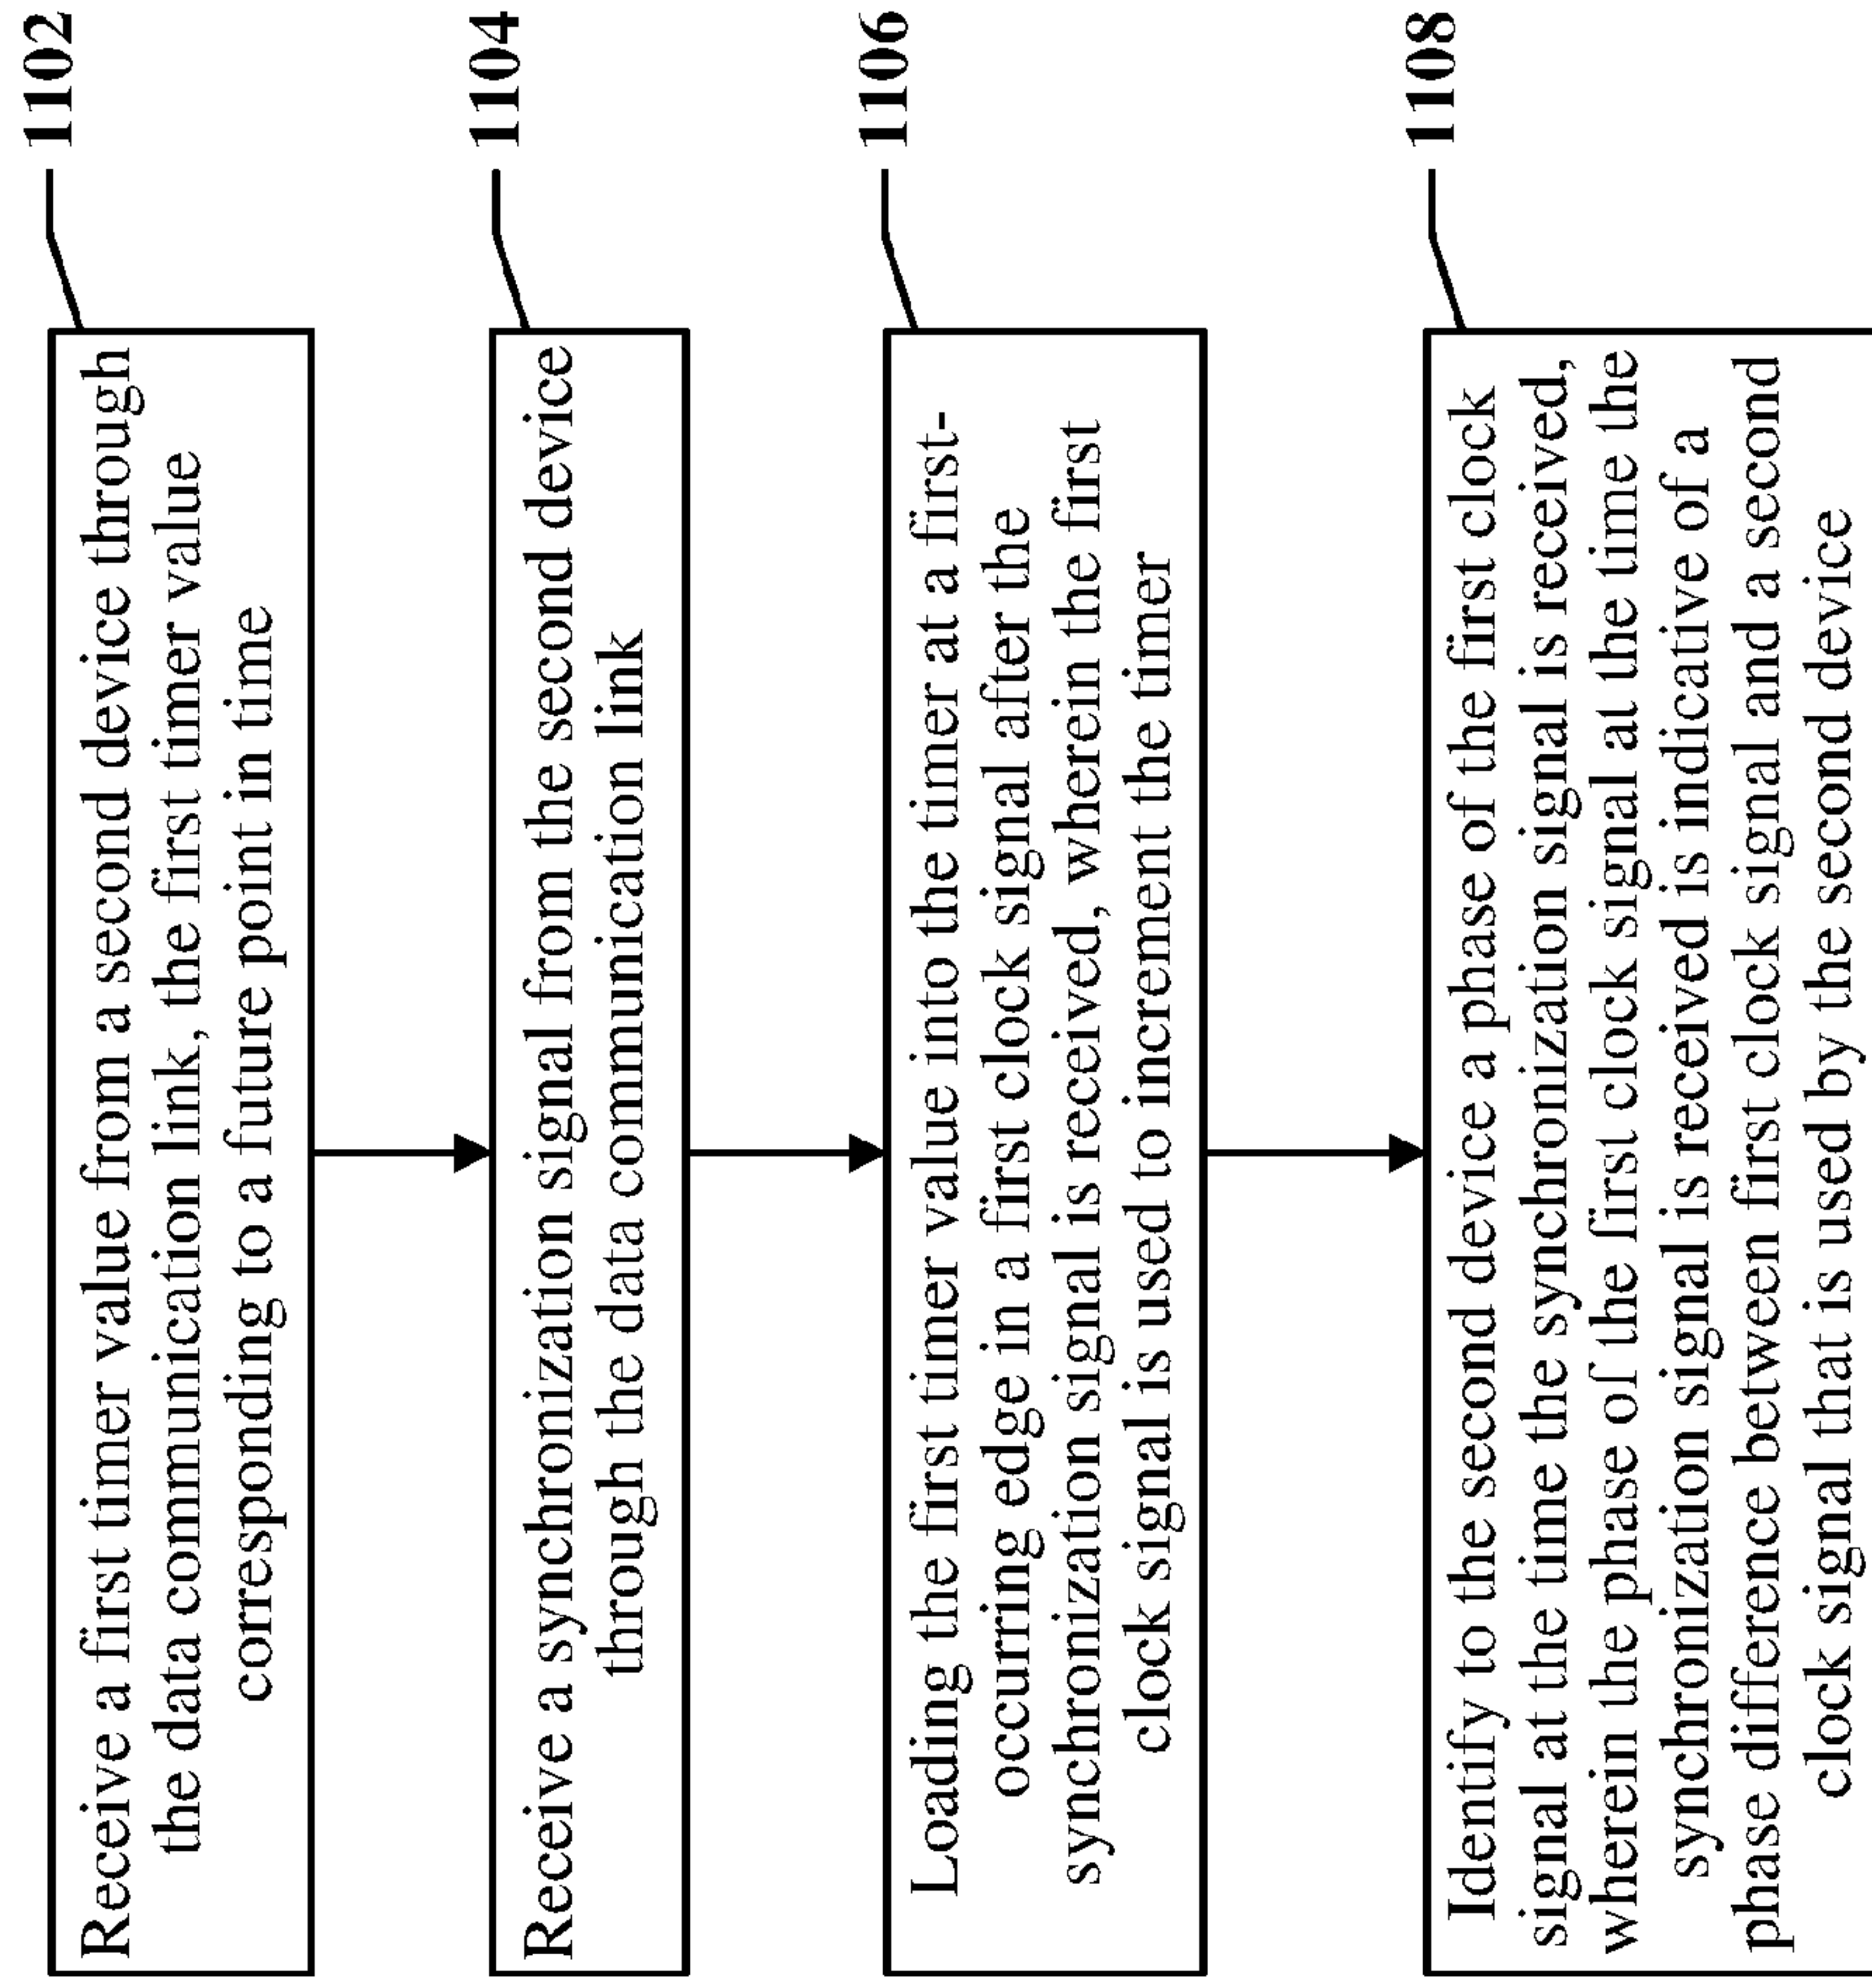 1102
Receive a first timer value from a second device through
the data communication link, the first timer value
corresponding to a future point in time
1104
Receive a synchronization signal from the second device
through the data communication link
1106
Loading the first timer value into the timer at a first-
occurring edge in a first clock signal after the
synchronization signal is received, wherein the first
clock signal is used to increment the timer
1108
Identify to the second device a phase of the first clock
signal at the time the synchronization signal is received,
wherein the phase of the first clock signal at the time the
synchronization signal is received is indicative of a
phase difference between first clock signal and a second
clock signal that is used by the second device